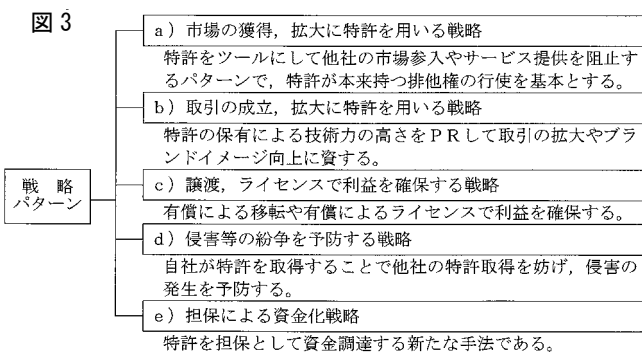 図 3
a）市場の獲得，拡大に特許を用いる戦略
特許をツールにして他社の市場参入やサービス提供を阻止す
るパターンで，特許が本来持つ排他権の行使を基本とする。
b）取引の成立，拡大に特許を用いる戦略
特許の保有による技術力の高さをＰＲして取引の拡大やブラ
ンドイメージ向上に資する。
戦 略
パターン
c）譲渡，ライセンスで利益を確保する戦略
有償による移転や有償によるライセンスで利益を確保する。
d）侵害等の紛争を予防する戦略
自社が特許を取得することで他社の特許取得を妨げ，侵害の
発生を予防する。
e）担保による資金化戦略
特許を担保として資金調達する新たな手法である。